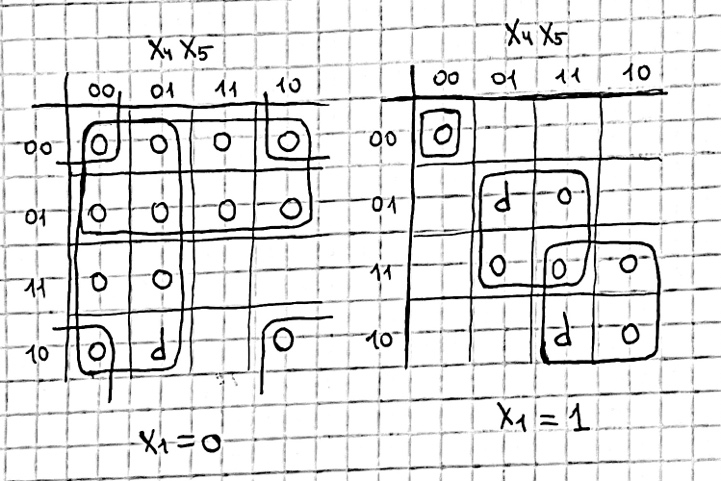 X₄ X₅
00 01 11 10
00 0 0 0 0
01 0 0 0 0
11 0 0
10 0 d 0
X₁ = 0
X₄ X₅
00 01 11 10
00 0
01 d 0
11 0 0 0
10 d 0
X₁ = 1